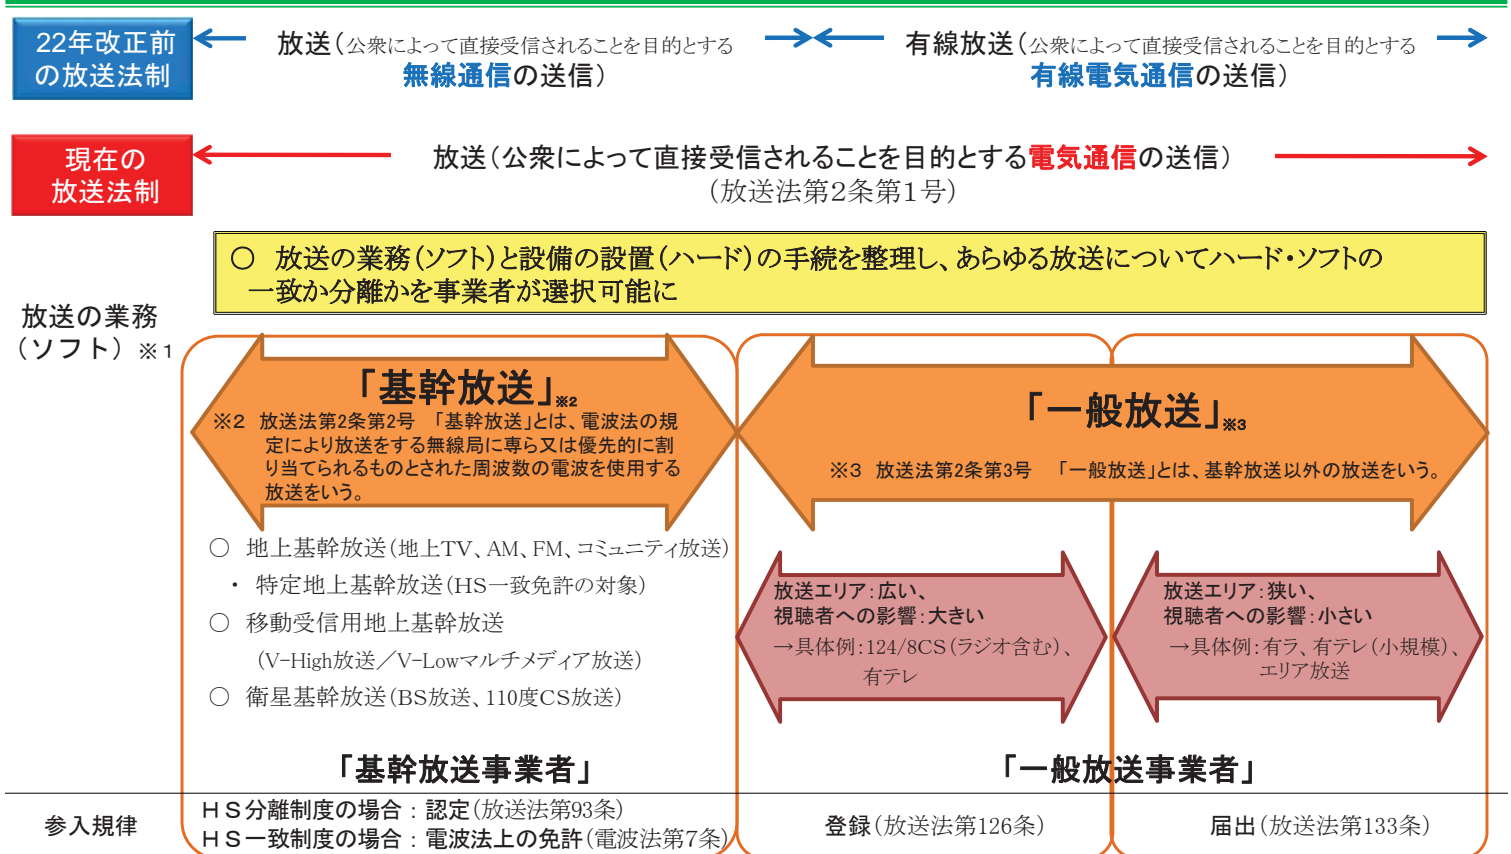 22年改正前
の放送法制
放送（公衆によって直接受信されることを目的とする
無線通信の送信）
有線放送（公衆によって直接受信されることを目的とする
有線電気通信の送信）
現在の
放送法制
放送（公衆によって直接受信されることを目的とする電気通信の送信）
（放送法第2条第1号）
○ 放送の業務（ソフト）と設備の設置（ハード）の手続を整理し、あらゆる放送についてハード・ソフトの
一致か分離かを事業者が選択可能に
放送の業務
（ソフト）※1
「基幹放送」※2
※2 放送法第2条第2号 「基幹放送」とは、電波法の規
定により放送をする無線局に専ら又は優先的に割
り当てられるものとされた周波数の電波を使用する
放送をいう。
「一般放送」※3
※3 放送法第2条第3号 「一般放送」とは、基幹放送以外の放送をいう。
○ 地上基幹放送（地上TV、AM、FM、コミュニティ放送）
・ 特定地上基幹放送（HS一致免許の対象）
○ 移動受信用地上基幹放送
（V-High放送／V-Lowマルチメディア放送）
○ 衛星基幹放送（BS放送、110度CS放送）
放送エリア：広い、
視聴者への影響：大きい
→具体例：124/8CS（ラジオ含む）、
有テレ
放送エリア：狭い、
視聴者への影響：小さい
→具体例：有ラ、有テレ（小規模）、
エリア放送
「基幹放送事業者」
「一般放送事業者」
参入規律
HS分離制度の場合：認定（放送法第93条）
HS一致制度の場合：電波法上の免許（電波法第7条）
登録（放送法第126条）
届出（放送法第133条）